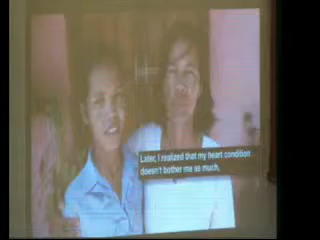 Later, I realized that my heart condition
doesn't bother me as much,